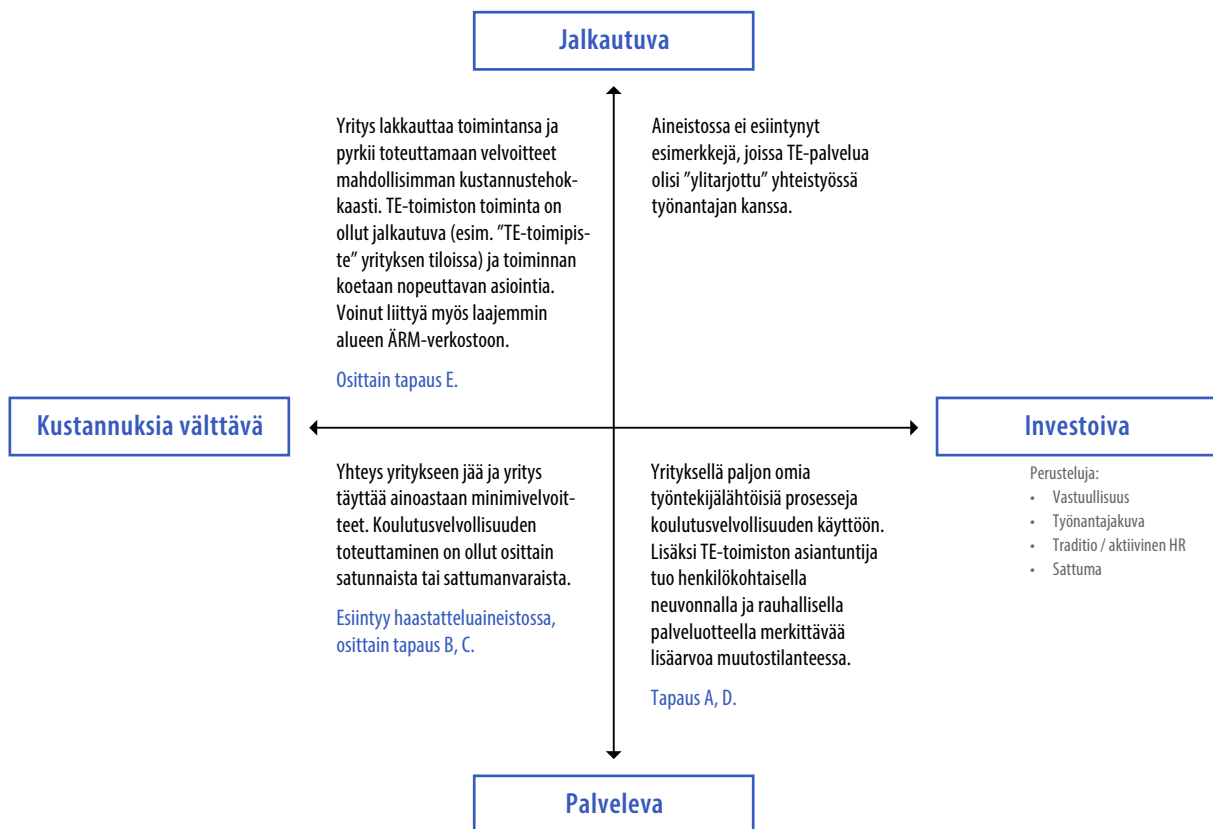 Jalkautuva
Yritys lakkauttaa toimintansa ja
pyrkii toteuttamaan velvoitteet
mahdollisimman kustannustehok-
kaasti. TE-toimiston toiminta on
ollut jalkautuva (esim. ”TE-toimipis-
te” yrityksen tiloissa) ja toiminnan
koetaan nopeuttavan asiointia.
Voinut liittyä myös laajemmin
alueen ÄRM-verkostoon.
Osittain tapaus E.
Aineistossa ei esiintynyt
esimerkkejä, joissa TE-palvelua
olisi ”ylitarjottu” yhteistyössä
työnantajan kanssa.
Kustannuksia välttävä
Investoiva
Perusteluja:
• Vastuullisuus
• Työnantajakuva
• Traditio / aktiivinen HR
• Sattuma
Yhteys yritykseen jää ja yritys
täyttää ainoastaan minimivelvoit-
teet. Koulutusvelvollisuuden
toteuttaminen on ollut osittain
satunnaista tai sattumanvaraista.
Esiintyy haastatteluaineistossa,
osittain tapaus B, C.
Yrityksellä paljon omia
työntekijälähtöisiä prosesseja
koulutusvelvollisuuden käyttöön.
Lisäksi TE-toimiston asiantuntija
tuo henkilökohtaisella
neuvonnalla ja rauhallisella
palveluotteella merkittävää
lisäarvoa muutostilanteessa.
Tapaus A, D.
Palveleva